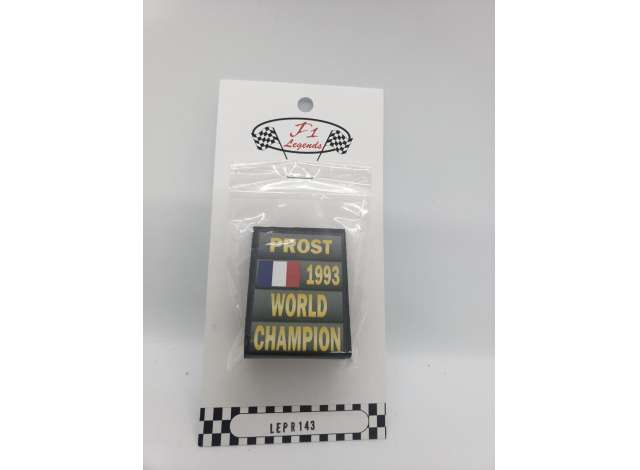 F1
Legends
PROST
1993
WORLD
CHAMPION
LEPR143